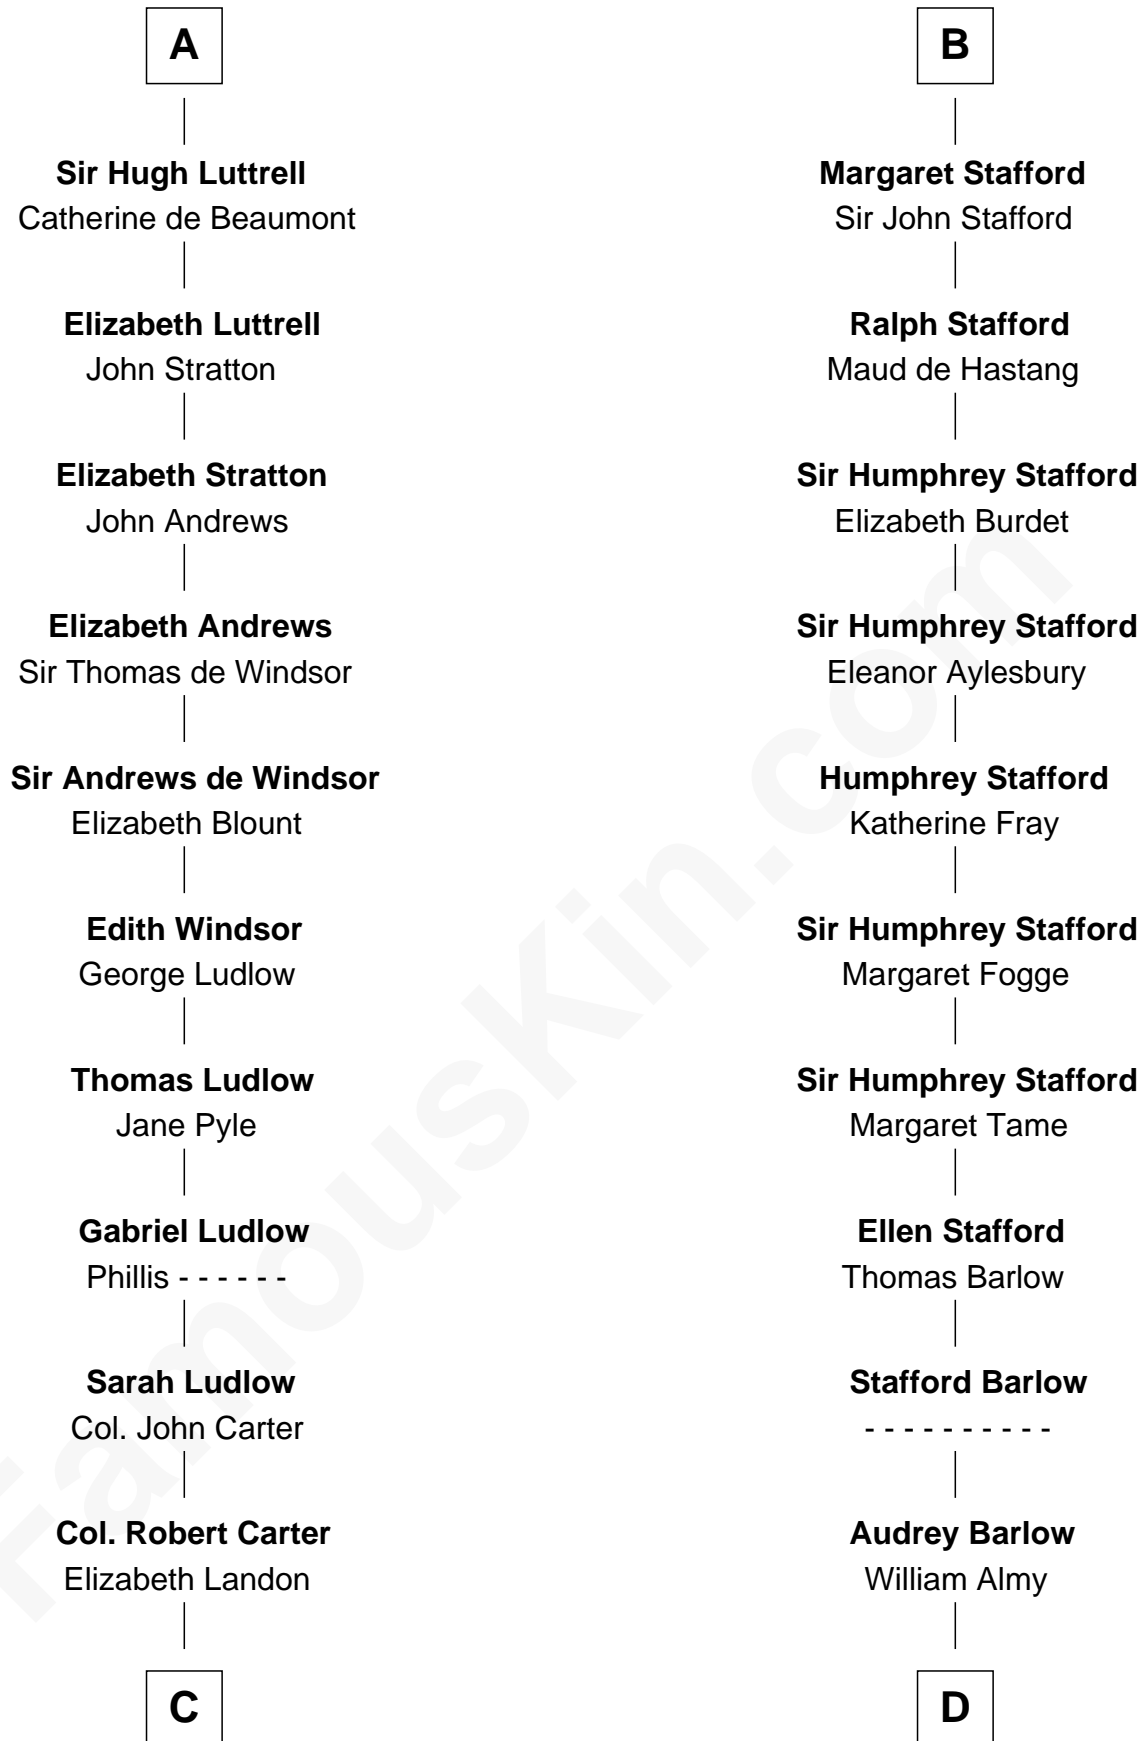 A
Sir Hugh Luttrell
Catherine de Beaumont
Elizabeth Luttrell
John Stratton
Elizabeth Stratton
John Andrews
Elizabeth Andrews
Sir Thomas de Windsor
Sir Andrews de Windsor
Elizabeth Blount
Edith Windsor
George Ludlow
Thomas Ludlow
Jane Pyle
Gabriel Ludlow
Phillis - - - - - -
Sarah Ludlow
Col. John Carter
Col. Robert Carter
Elizabeth Landon
C
B
Margaret Stafford
Sir John Stafford
Ralph Stafford
Maud de Hastang
Sir Humphrey Stafford
Elizabeth Burdet
Sir Humphrey Stafford
Eleanor Aylesbury
Humphrey Stafford
Katherine Fray
Sir Humphrey Stafford
Margaret Fogge
Sir Humphrey Stafford
Margaret Tame
Ellen Stafford
Thomas Barlow
Stafford Barlow
- - - - - - - - - -
Audrey Barlow
William Almy
D
FamousKin.com